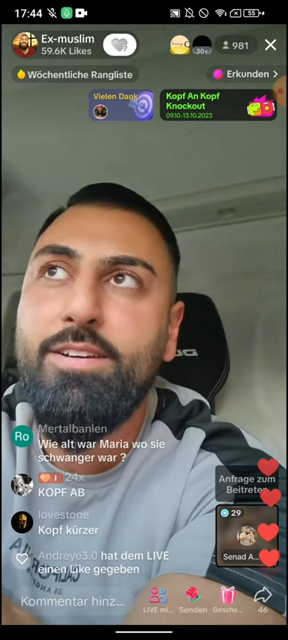 17:44
55
Ex-muslim
59.6K Likes
30+
981
Wöchentliche Rangliste
Erkunden >
Vielen Dank
Kopf An Kopf
Knockout
09.10-13.10.2023
Mertalbanien
Ro
Wie alt war Maria wo sie
schwanger war ?
1 24x
KOPF AB
lovestone
Kopf kürzer
Andreye3.0 hat dem LIVE
einen Like gegeben
Anfrage zum
Beitreten
29
Senad A...
Kommentar hinz...
LIVE mi...
Senden
Gesche...
46